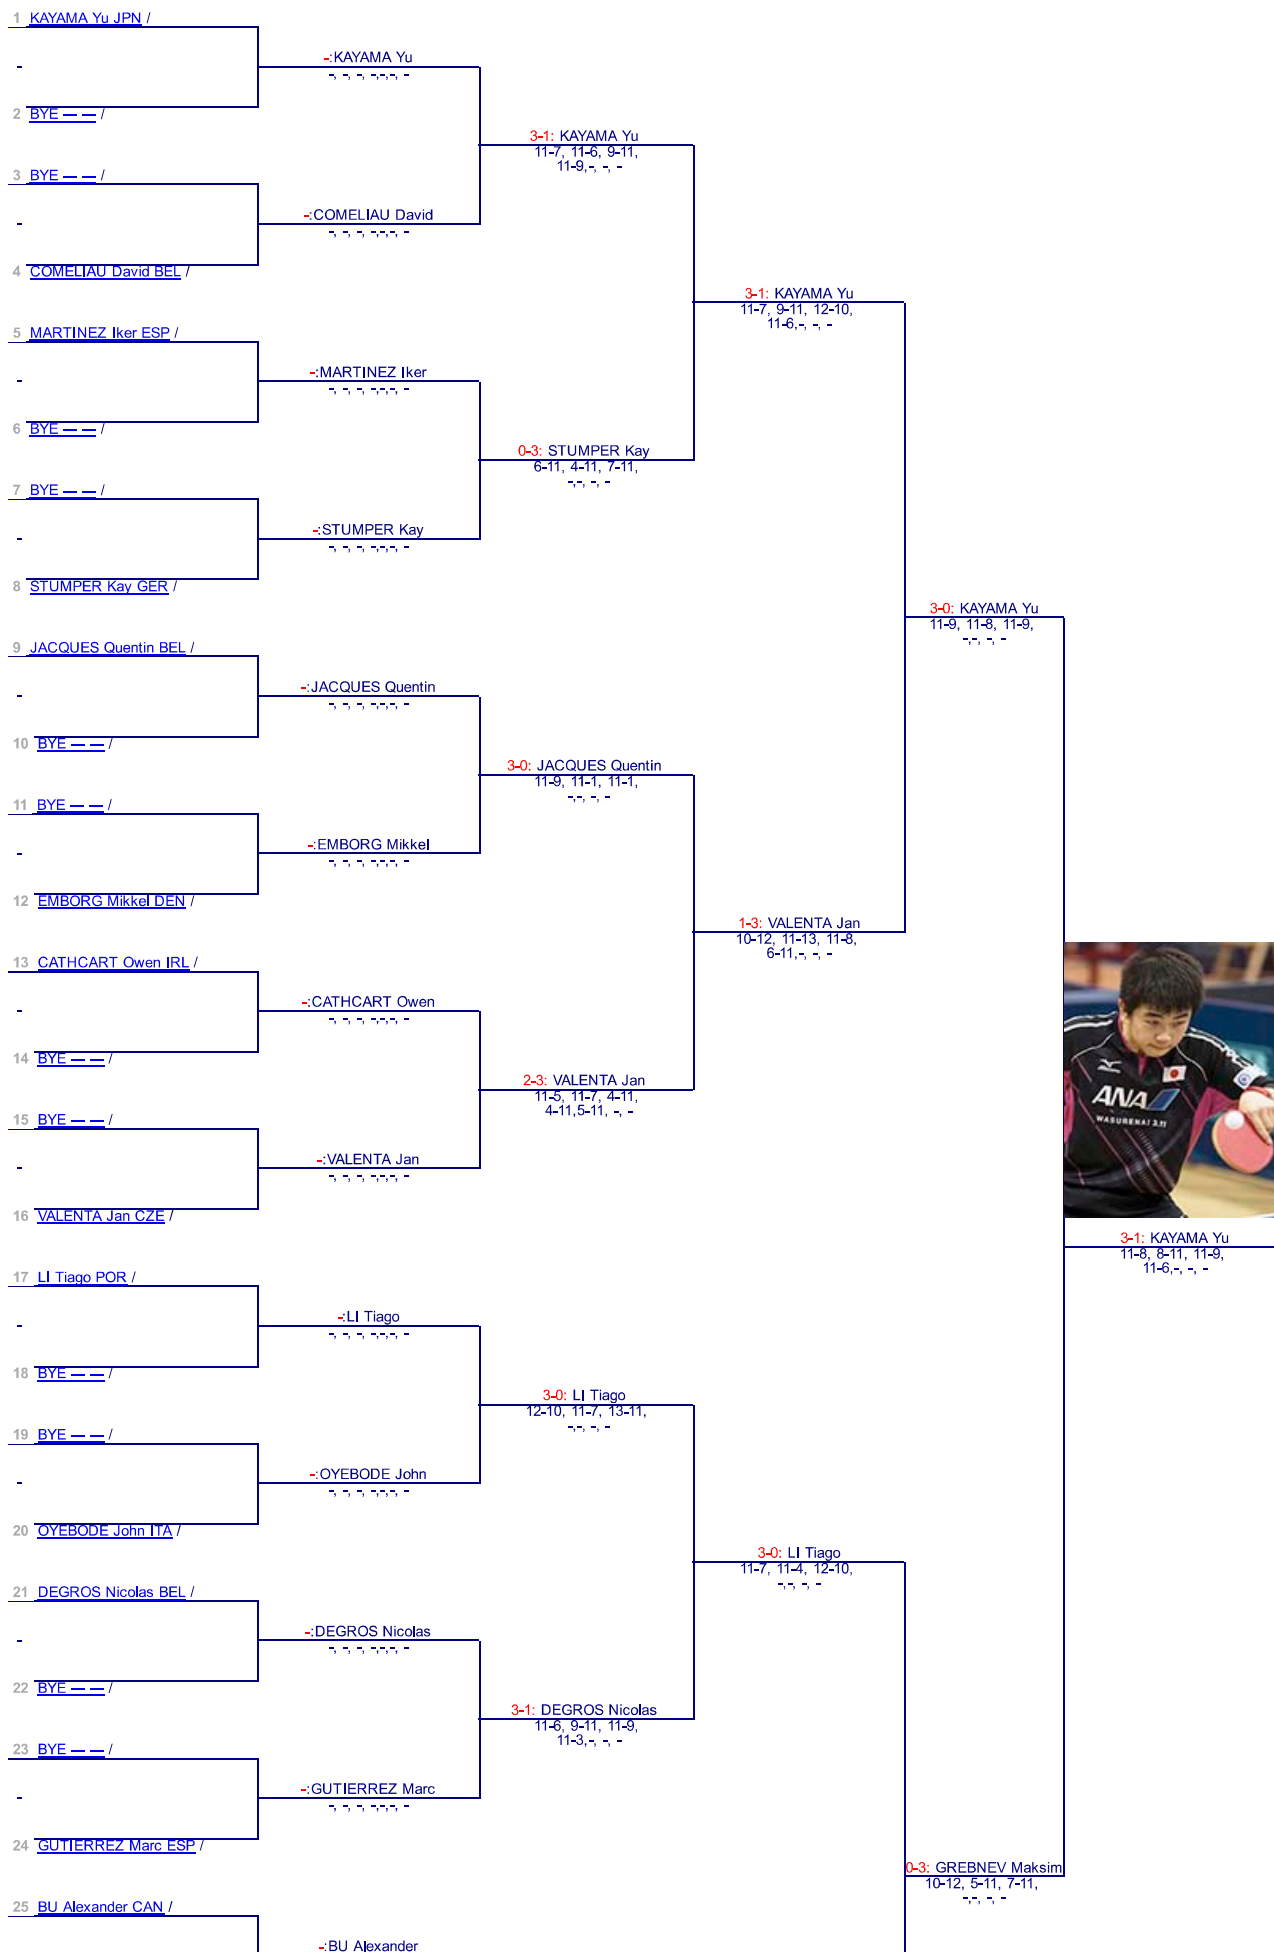 1 KAYAMA Yu JPN /
-:KAYAMA Yu
-
-, -, -, -,-,-, -
2 BYE — — /
3-1: KAYAMA Yu
11-7, 11-6, 9-11,
11-9,-, -, -
3 BYE — — /
-:COMELIAU David
-
-, -, -, -,-,-, -
4 COMELIAU David BEL /
3-1: KAYAMA Yu
11-7, 9-11, 12-10,
11-6,-, -, -
5 MARTINEZ Iker ESP /
-:MARTINEZ Iker
-
-, -, -, -,-,-, -
6 BYE — — /
0-3: STUMPER Kay
6-11, 4-11, 7-11,
-,-, -, -
7 BYE — — /
-:STUMPER Kay
-
-, -, -, -,-,-, -
8 STUMPER Kay GER /
3-0: KAYAMA Yu
11-9, 11-8, 11-9,
-,-, -, -
9 JACQUES Quentin BEL /
-:JACQUES Quentin
-
-, -, -, -,-,-, -
10 BYE — — /
3-0: JACQUES Quentin
11-9, 11-1, 11-1,
-,-, -, -
11 BYE — — /
-:EMBORG Mikkel
-
-, -, -, -,-,-, -
12 EMBORG Mikkel DEN /
1-3: VALENTA Jan
10-12, 11-13, 11-8,
6-11,-, -, -
13 CATHCART Owen IRL /
-:CATHCART Owen
-
-, -, -, -,-,-, -
14 BYE — — /
2-3: VALENTA Jan
11-5, 11-7, 4-11,
4-11,5-11, -, -
ANA
WASURENAI 3.11
15 BYE — — /
-:VALENTA Jan
-
-, -, -, -,-,-, -
16 VALENTA Jan CZE /
3-1: KAYAMA Yu
11-8, 8-11, 11-9,
11-6,-, -, -
17 LI Tiago POR /
-:LI Tiago
-
-, -, -, -,-,-, -
18 BYE — — /
3-0: LI Tiago
12-10, 11-7, 13-11,
-,-, -, -
19 BYE — — /
-:OYEBODE John
-
-, -, -, -,-,-, -
20 OYEBODE John ITA /
3-0: LI Tiago
11-7, 11-4, 12-10,
-,-, -, -
21 DEGROS Nicolas BEL /
-:DEGROS Nicolas
-
-, -, -, -,-,-, -
22 BYE — — /
3-1: DEGROS Nicolas
11-6, 9-11, 11-9,
11-3,-, -, -
23 BYE — — /
-:GUTIERREZ Marc
-
-, -, -, -,-,-, -
24 GUTIERREZ Marc ESP /
0-3: GREBNEV Maksim
10-12, 5-11, 7-11,
-,-, -, -
25 BU Alexander CAN /
-:BU Alexander